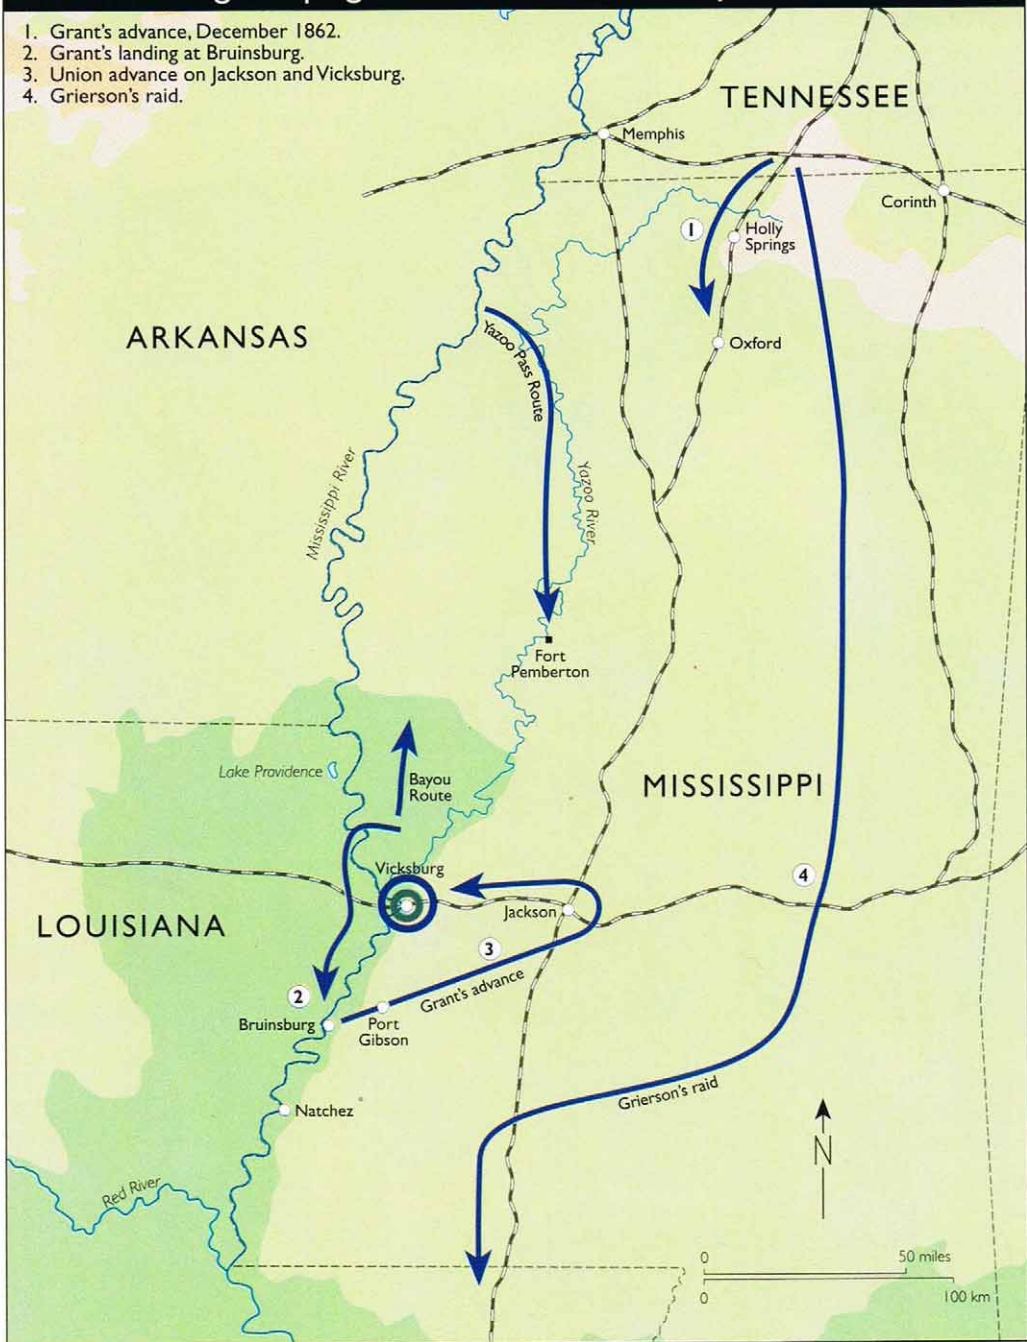 1. Grant's advance, December 1862.
2. Grant's landing at Bruinsburg.
3. Union advance on Jackson and Vicksburg.
4. Grierson's raid.
TENNESSEE
Memphis
Corinth
1
Holly
Springs
ARKANSAS
Oxford
Yazoo Pass Route
Mississippi River
Yazoo River
Fort
Pemberton
Lake Providence
Bayou
Route
MISSISSIPPI
Vicksburg
4
LOUISIANA
Jackson
3
2
Grant's advance
Bruinsburg
Port
Gibson
Grierson's raid
Natchez
N
Red River
0
50 miles
0
100 km